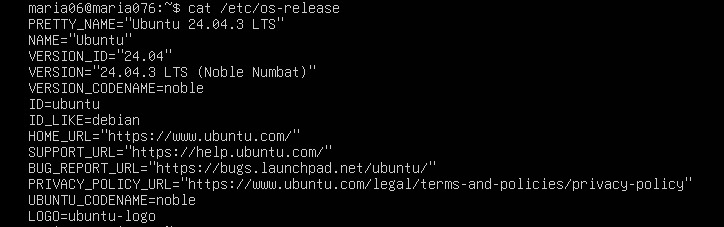 maria06@maria076:~$ cat /etc/os-release
PRETTY_NAME="Ubuntu 24.04.3 LTS"
NAME="Ubuntu"
VERSION_ID="24.04"
VERSION="24.04.3 LTS (Noble Numbat)"
VERSION_CODENAME=noble
ID=ubuntu
ID_LIKE=debian
HOME_URL="https://www.ubuntu.com/"
SUPPORT_URL="https://help.ubuntu.com/"
BUG_REPORT_URL="https://bugs.launchpad.net/ubuntu/"
PRIVACY_POLICY_URL="https://www.ubuntu.com/legal/terms-and-policies/privacy-policy"
UBUNTU_CODENAME=noble
LOGO=ubuntu-logo